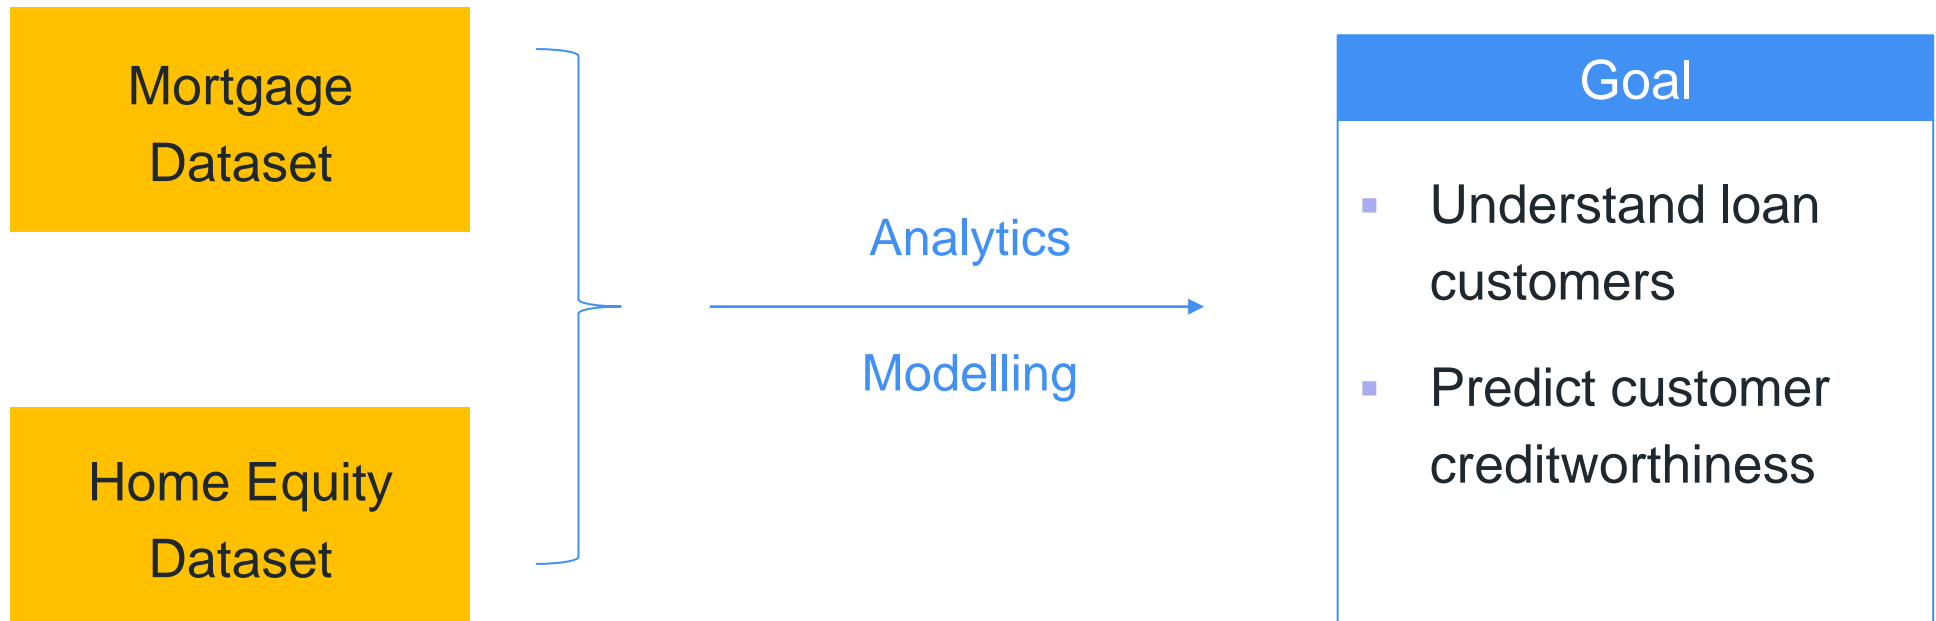 Mortgage
Dataset
Home Equity
Dataset
Analytics
Modelling
Goal
Understand loan
customers
Predict customer
creditworthiness